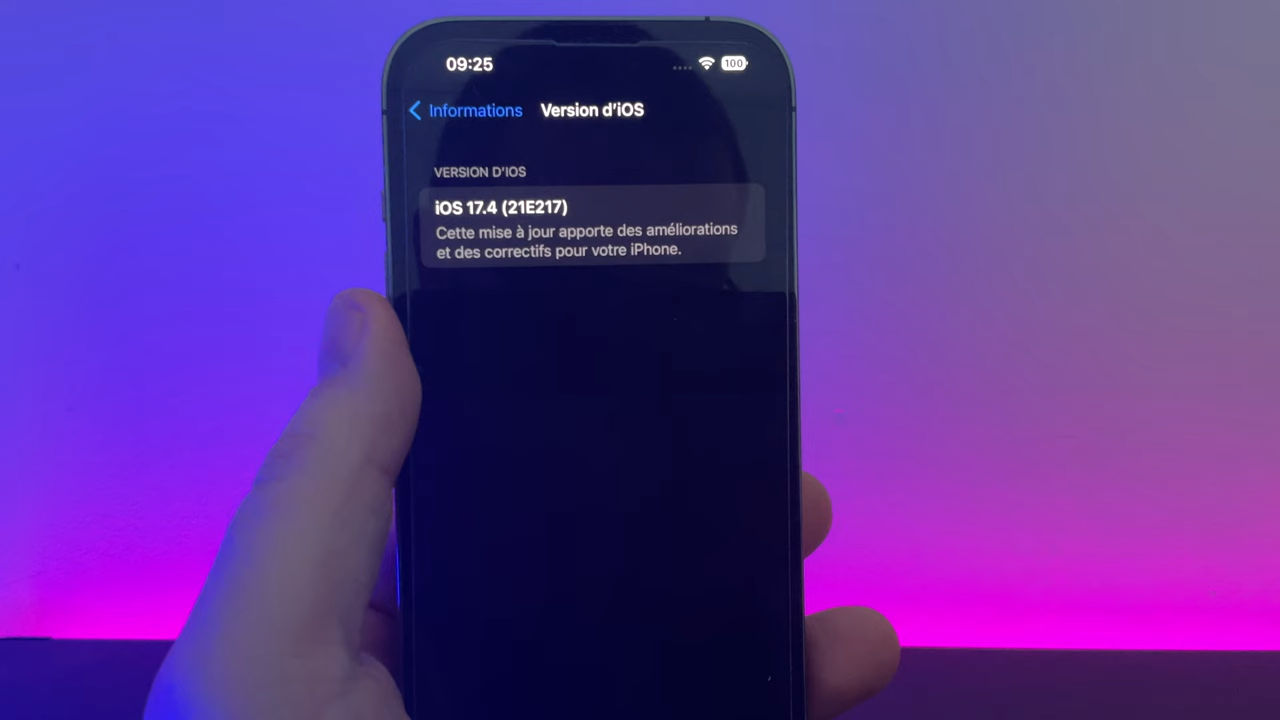 09:25
100
Informations
Version d’iOS
VERSION D’IOS
iOS 17.4 (21E217)
Cette mise à jour apporte des améliorations
et des correctifs pour votre iPhone.